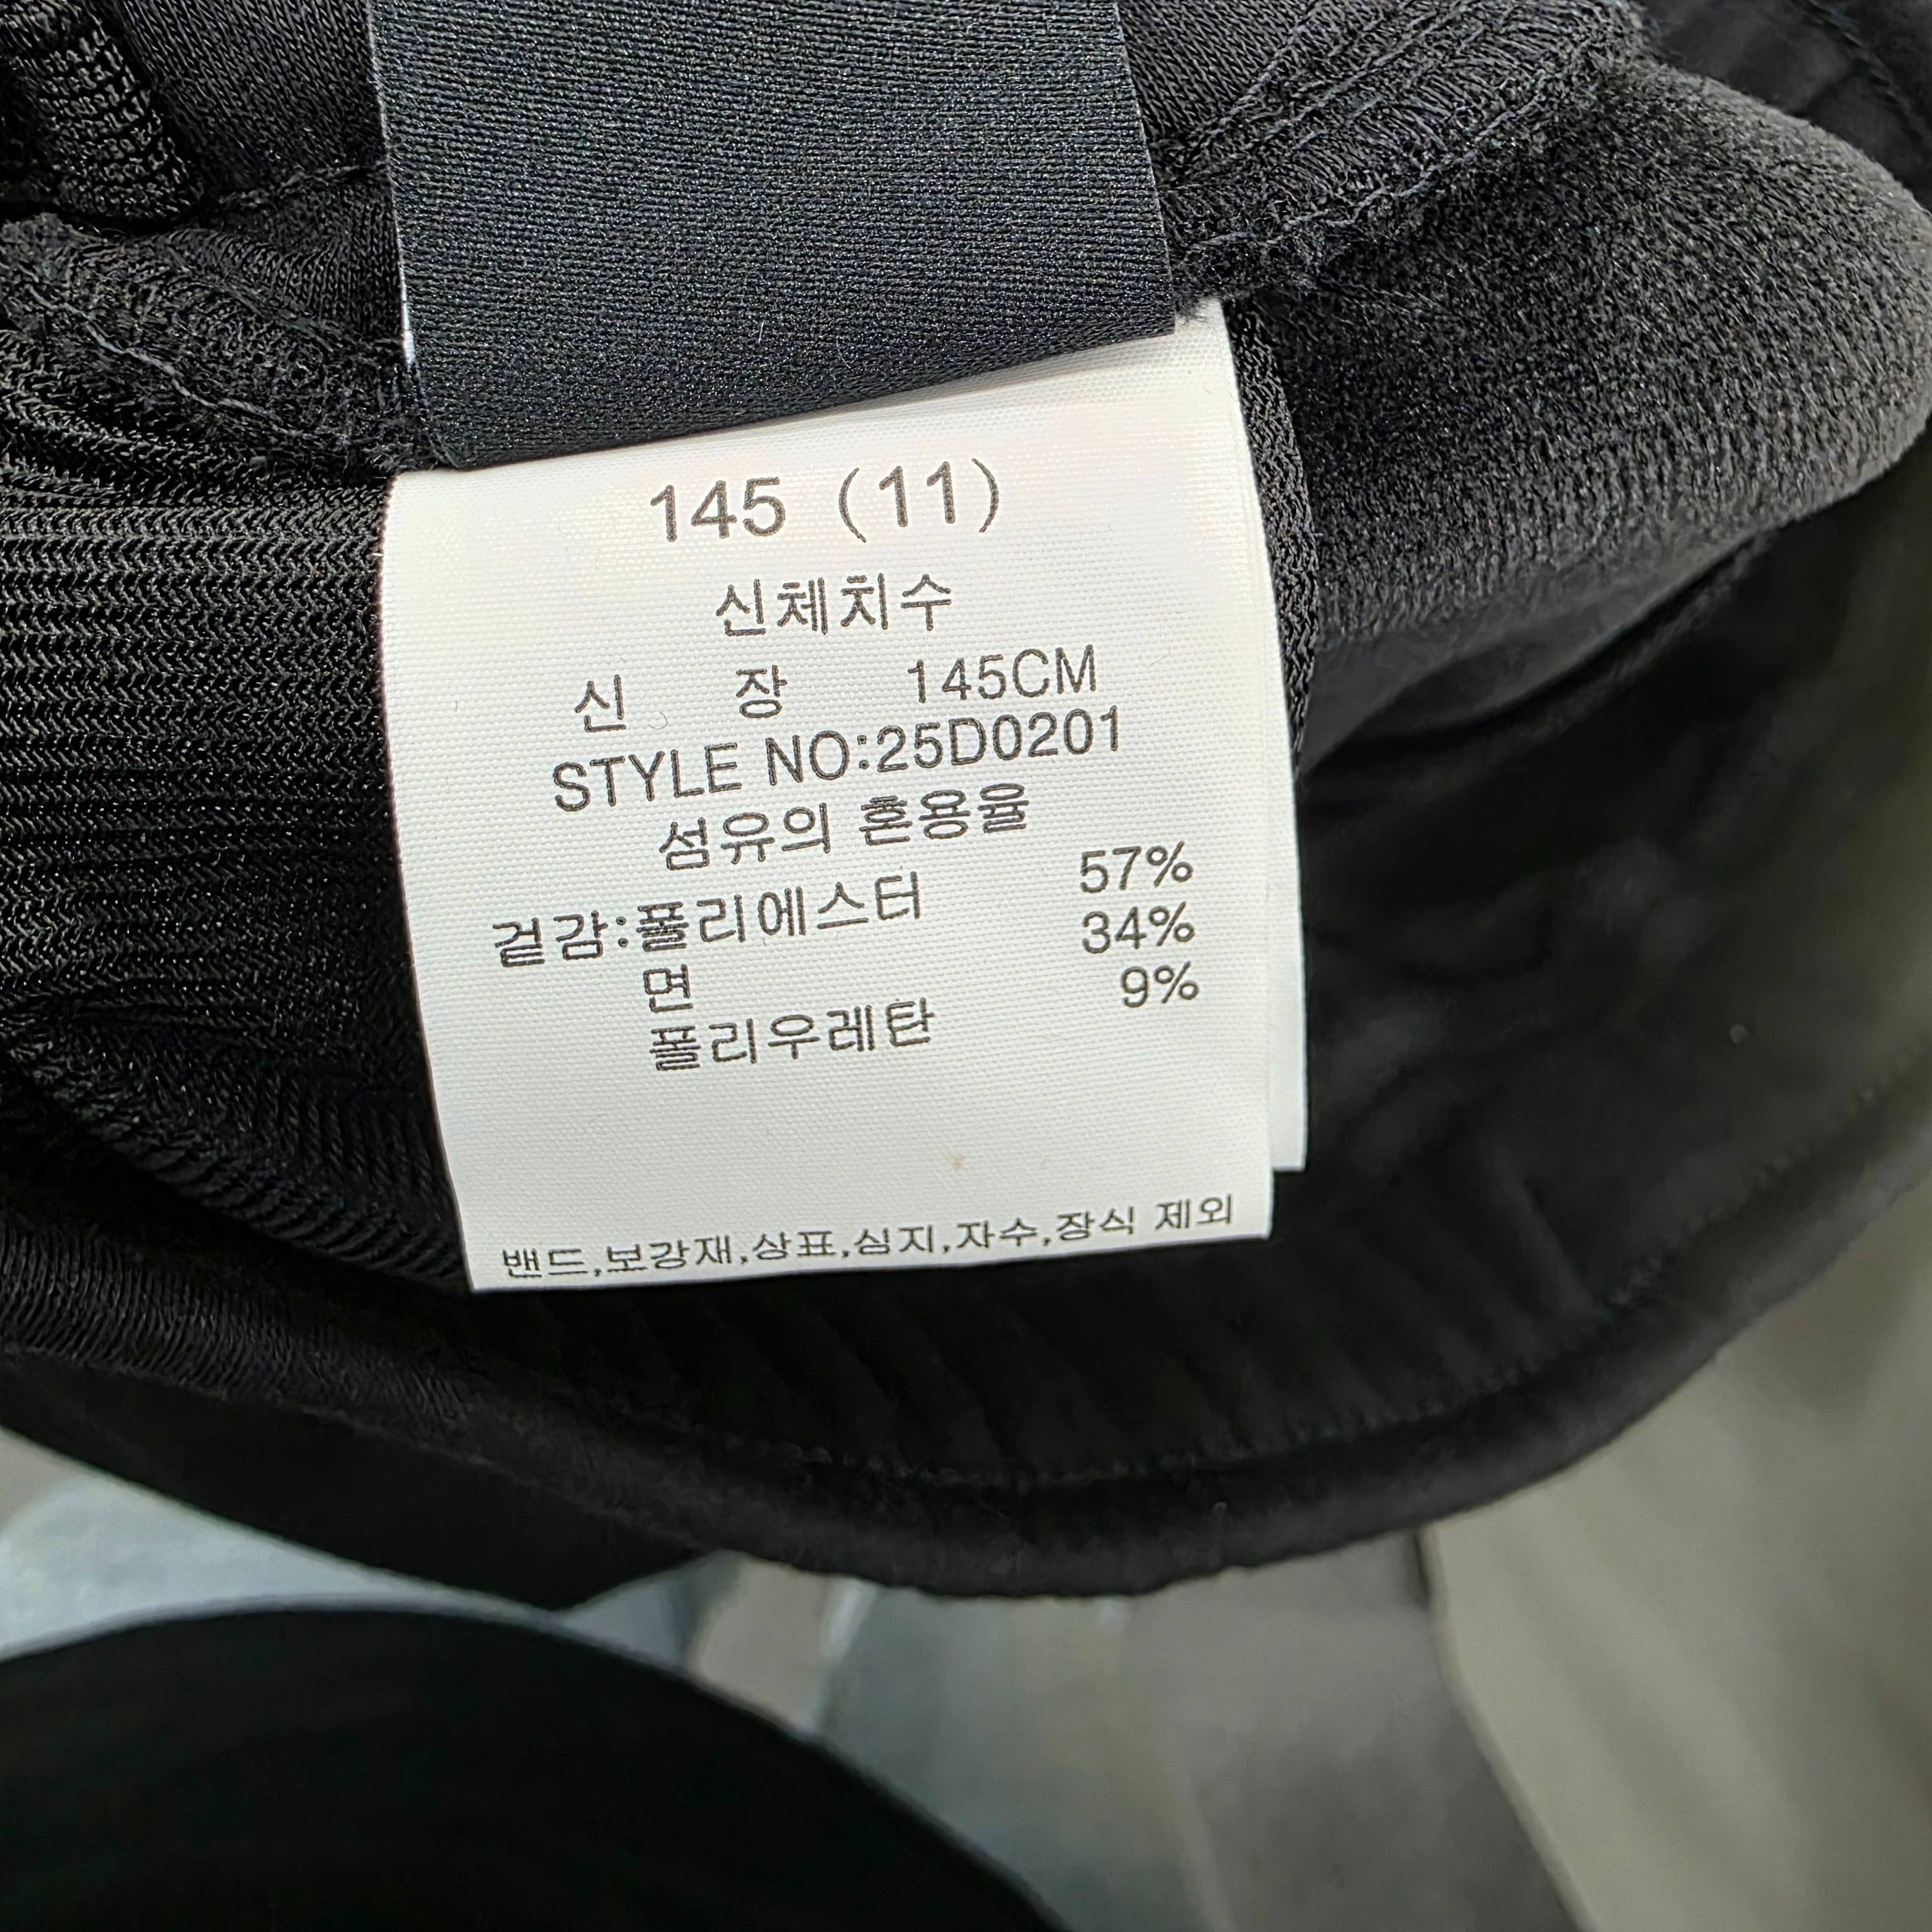 145 (11)
신체치수
신 장 145CM
STYLE NO:25D0201
섬유의 혼용율
겉감:폴리에스터 57%
면 34%
폴리우레탄 9%
밴드,보강재,상표,심지,자수,장식 제외